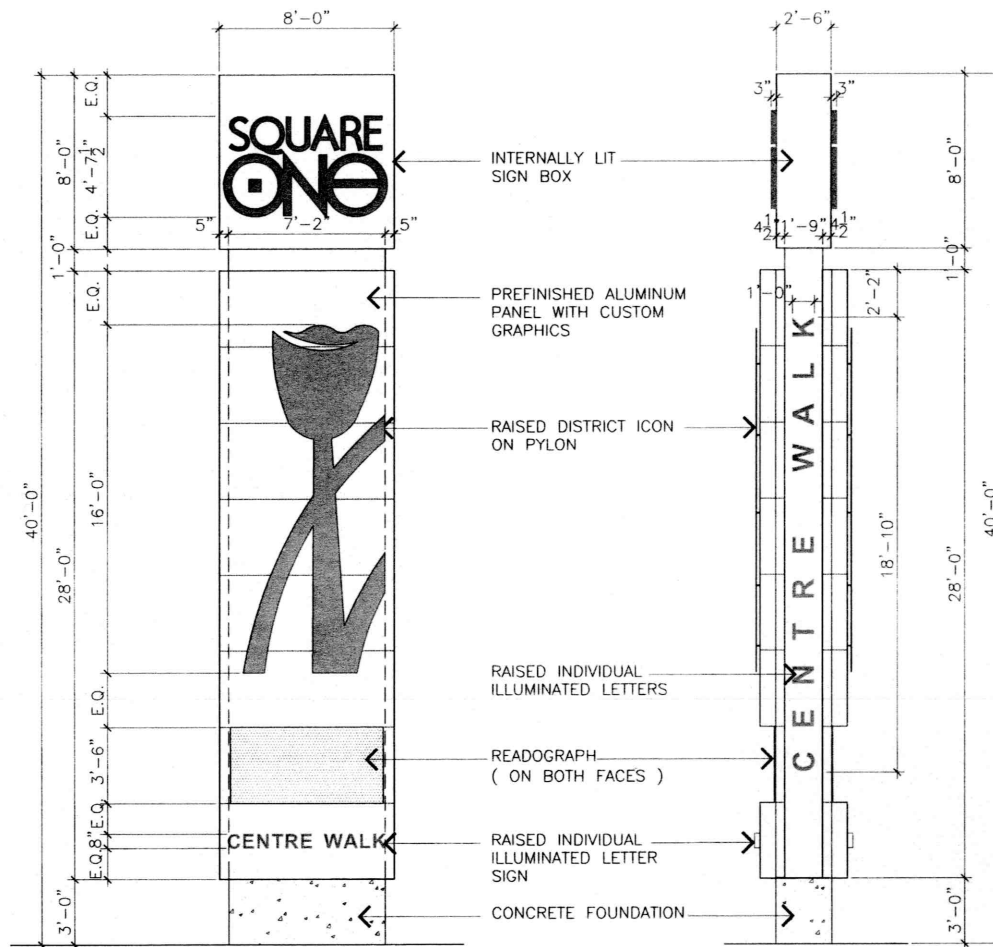 8'-0"
2'-6"
E.Q.
8'-0"
4'-7½"
E.Q.
SQUARE
ONE
5"
7'-2"
5"
INTERNALLY LIT
SIGN BOX
3"
3"
8'-0"
4½"
1'-9"
4½"
1'-0"
E.Q.
PREFINISHED ALUMINUM
PANEL WITH CUSTOM
GRAPHICS
1'-0"
1'-0"
2'-2"
RAISED DISTRICT ICON
ON PYLON
40'-0"
28'-0"
16'-0"
CENTRE WALK
18'-10"
28'-0"
40'-0"
RAISED INDIVIDUAL
ILLUMINATED LETTERS
E.Q.
3'-6"
READOGRAPH
( ON BOTH FACES )
E.Q.
8"
E.Q.
CENTRE WALK
RAISED INDIVIDUAL
ILLUMINATED LETTER
SIGN
3'-0"
CONCRETE FOUNDATION
3'-0"